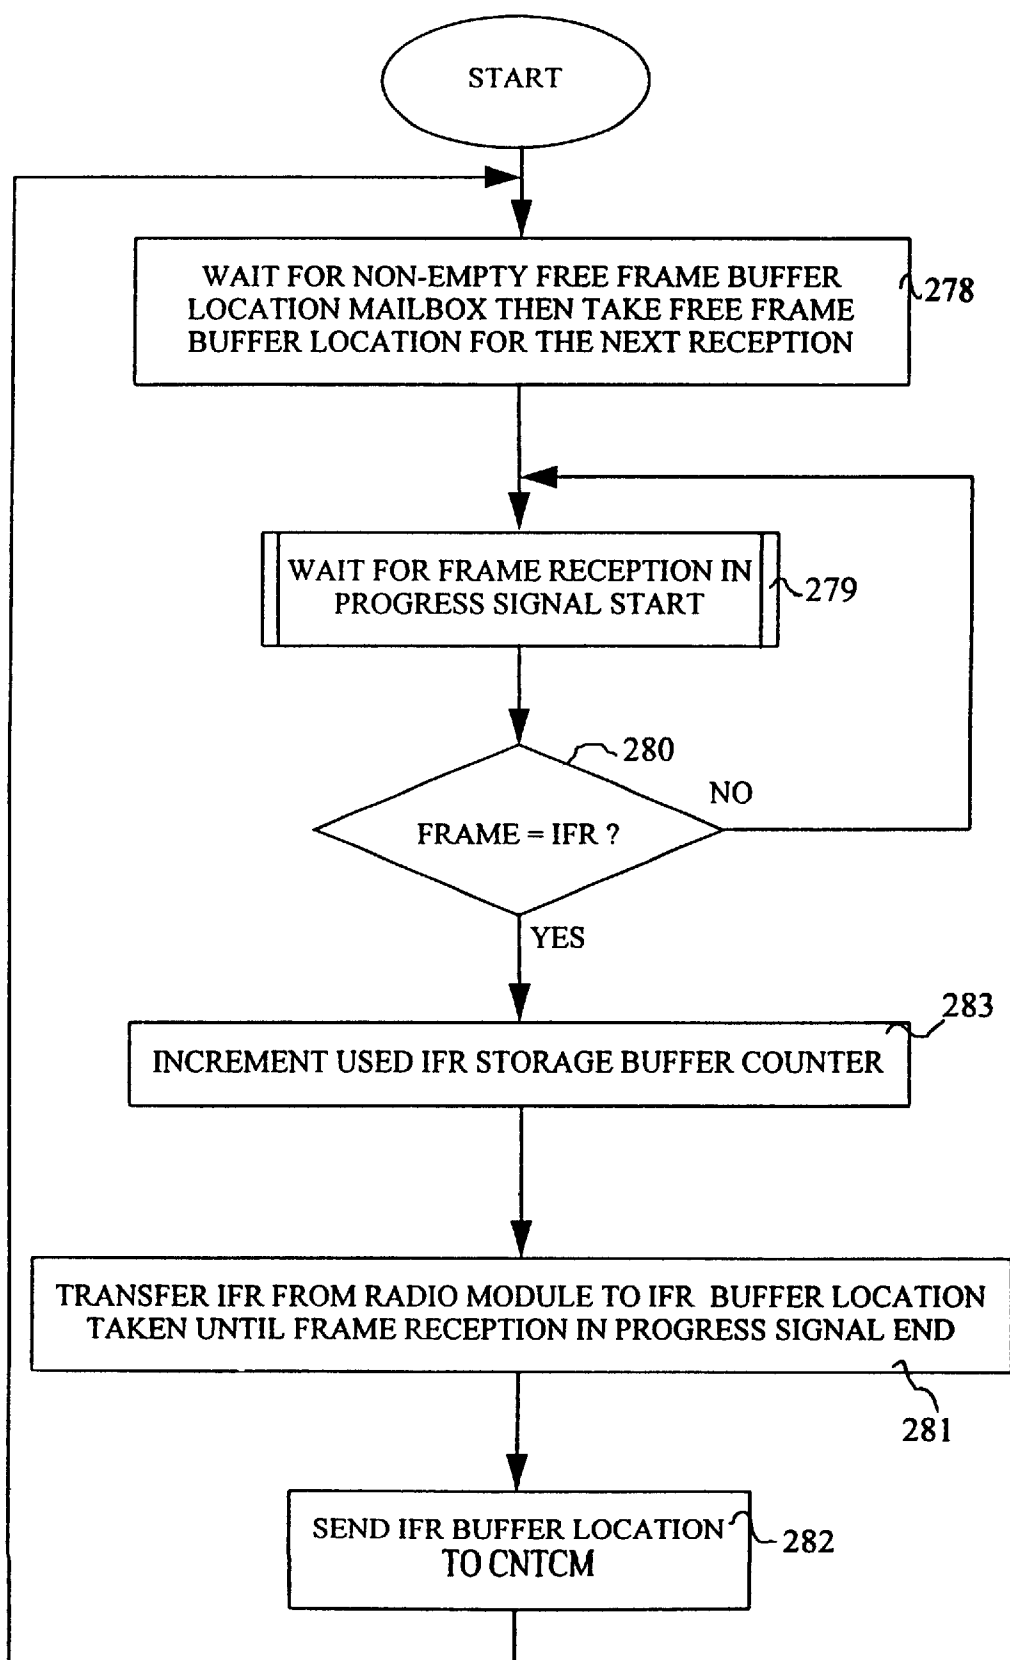 START
WAIT FOR NON-EMPTY FREE FRAME BUFFER
LOCATION MAILBOX THEN TAKE FREE FRAME
BUFFER LOCATION FOR THE NEXT RECEPTION
278
WAIT FOR FRAME RECEPTION IN
PROGRESS SIGNAL START
279
280
NO
FRAME = IFR ?
YES
283
INCREMENT USED IFR STORAGE BUFFER COUNTER
TRANSFER IFR FROM RADIO MODULE TO IFR BUFFER LOCATION
TAKEN UNTIL FRAME RECEPTION IN PROGRESS SIGNAL END
281
SEND IFR BUFFER LOCATION
TO CNTCM
282